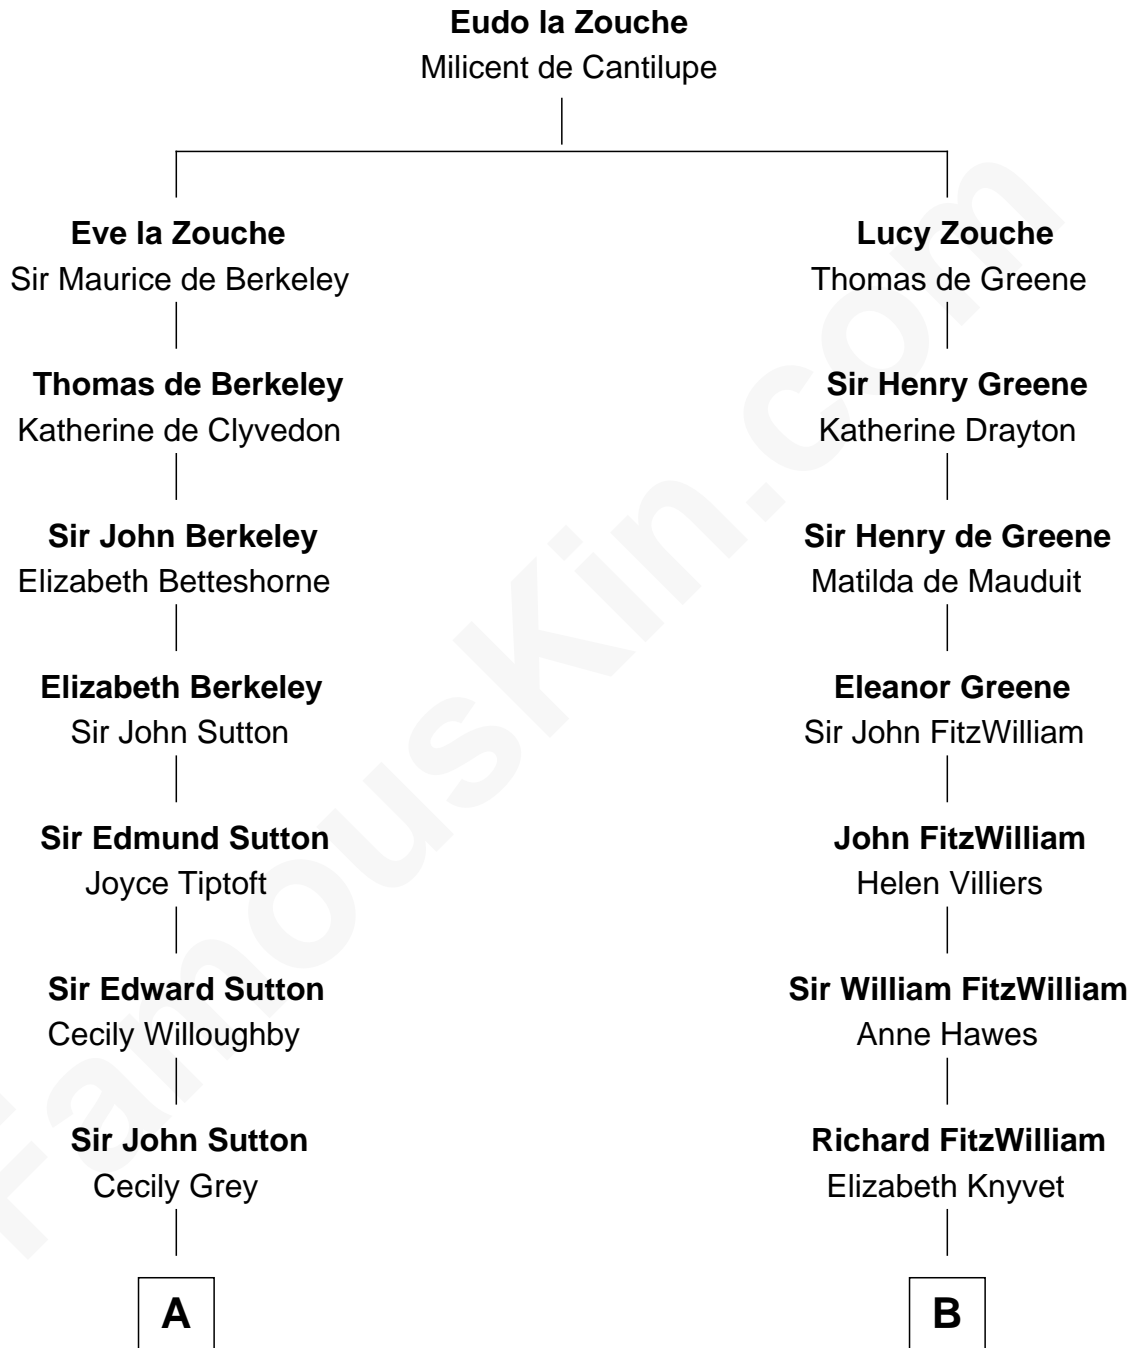 Eudo la Zouche
Milicent de Cantilupe
Eve la Zouche
Sir Maurice de Berkeley
Lucy Zouche
Thomas de Greene
Thomas de Berkeley
Katherine de Clyvedon
Sir Henry Greene
Katherine Drayton
Sir John Berkeley
Elizabeth Betteshorne
Sir Henry de Greene
Matilda de Mauduit
Elizabeth Berkeley
Sir John Sutton
Eleanor Greene
Sir John FitzWilliam
Sir Edmund Sutton
Joyce Tiptoft
John FitzWilliam
Helen Villiers
Sir Edward Sutton
Cecily Willoughby
Sir William FitzWilliam
Anne Hawes
Sir John Sutton
Cecily Grey
Richard FitzWilliam
Elizabeth Knyvet
A
B
FamousKin.com